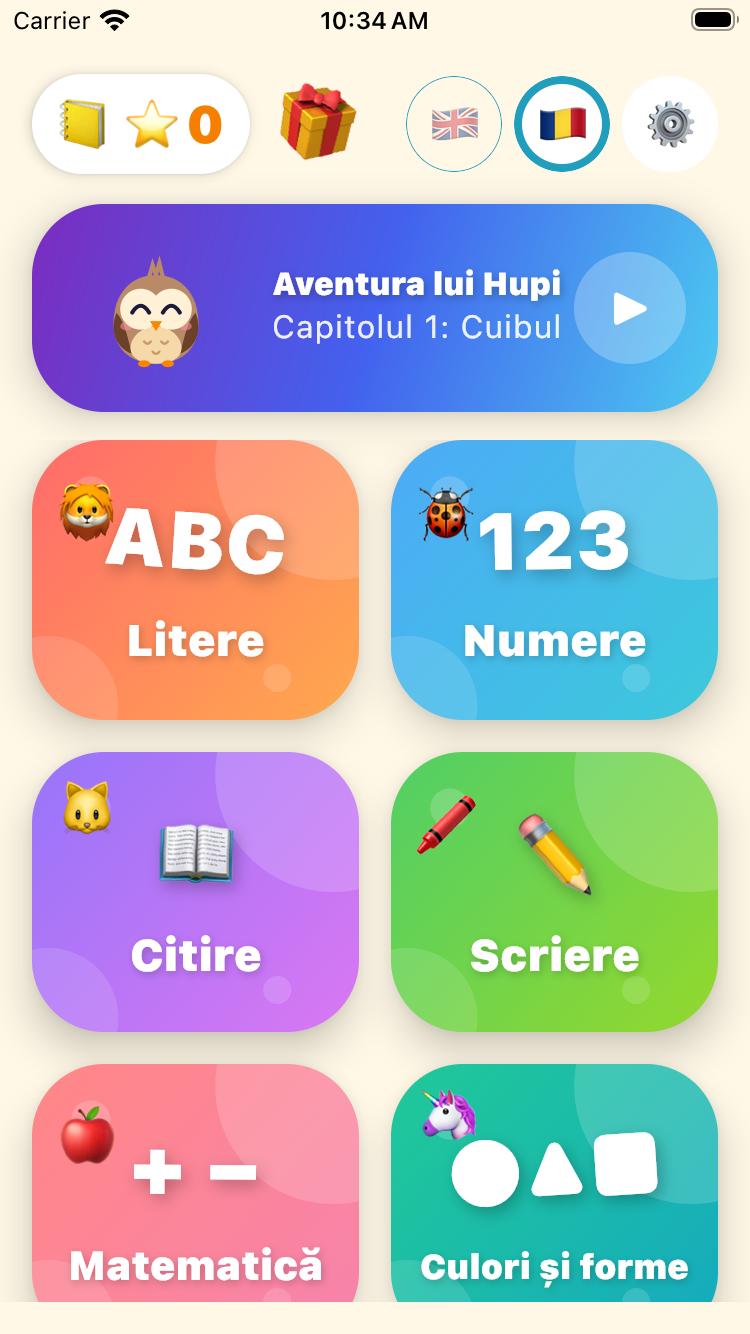 Carrier 10:34 AM
0
Aventura lui Hupi
Capitolul 1: Cuibul
ABC
123
Litere
Numere
Citire
Scriere
+ −
Matematică
Culori și forme